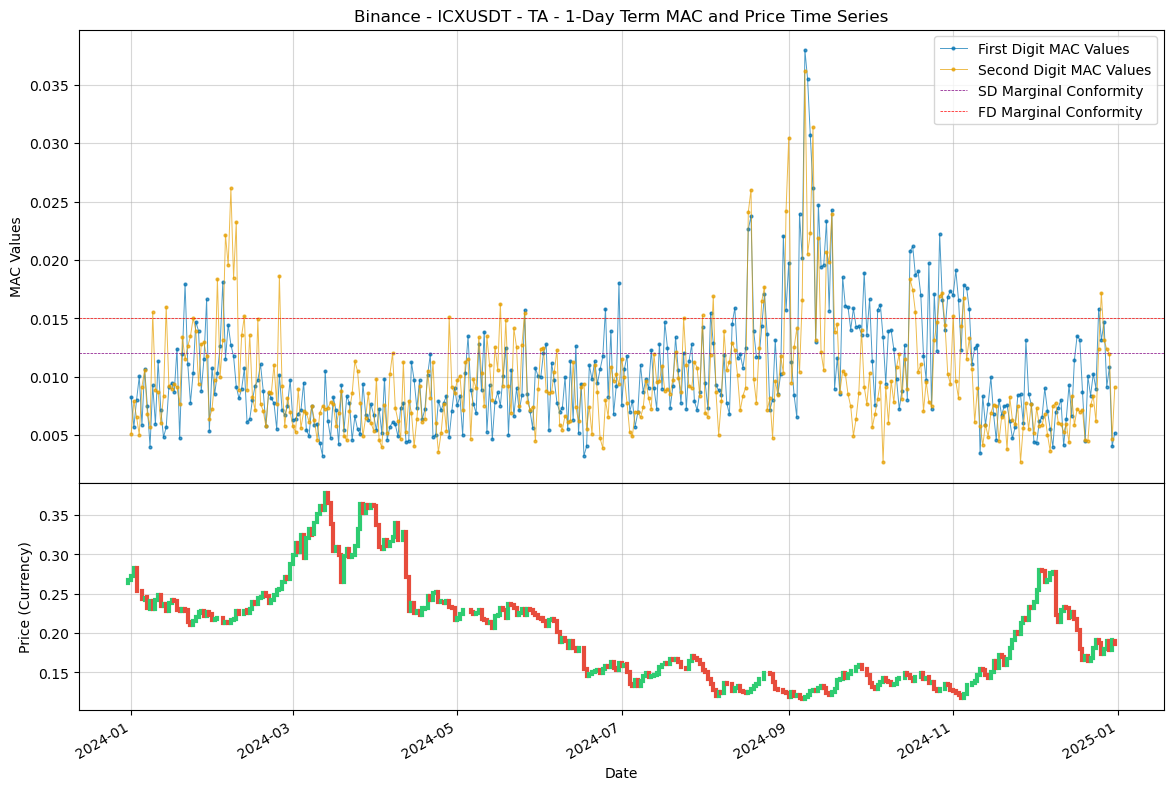 Binance - ICXUSDT - TA - 1-Day Term MAC and Price Time Series
First Digit MAC Values
Second Digit MAC Values
SD Marginal Conformity
FD Marginal Conformity
MAC Values
0.035
0.030
0.025
0.020
0.015
0.010
0.005
Price (Currency)
0.35
0.30
0.25
0.20
0.15
2024-01
2024-03
2024-05
2024-07
2024-09
2024-11
2025-01
Date